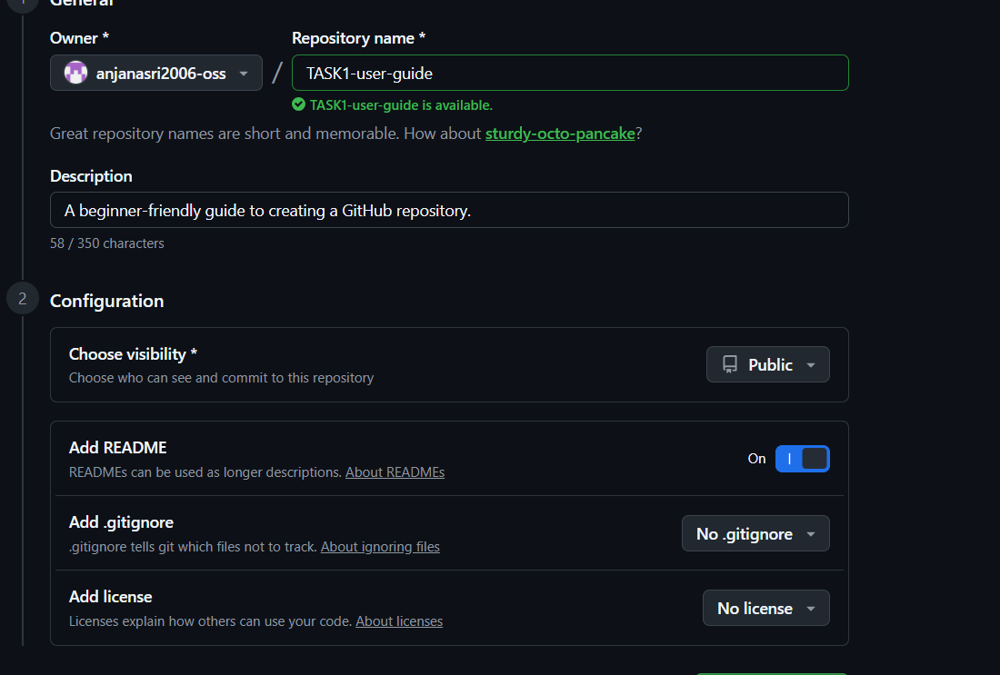 1
General
Owner *
Repository name *
anjanasri2006-oss
/
TASK1-user-guide
TASK1-user-guide is available.
Great repository names are short and memorable. How about sturdy-octo-pancake?
Description
A beginner-friendly guide to creating a GitHub repository.
58 / 350 characters
2
Configuration
Choose visibility *
Choose who can see and commit to this repository
Public
Add README
READMEs can be used as longer descriptions. About READMEs
On
Add .gitignore
.gitignore tells git which files not to track. About ignoring files
No .gitignore
Add license
Licenses explain how others can use your code. About licenses
No license